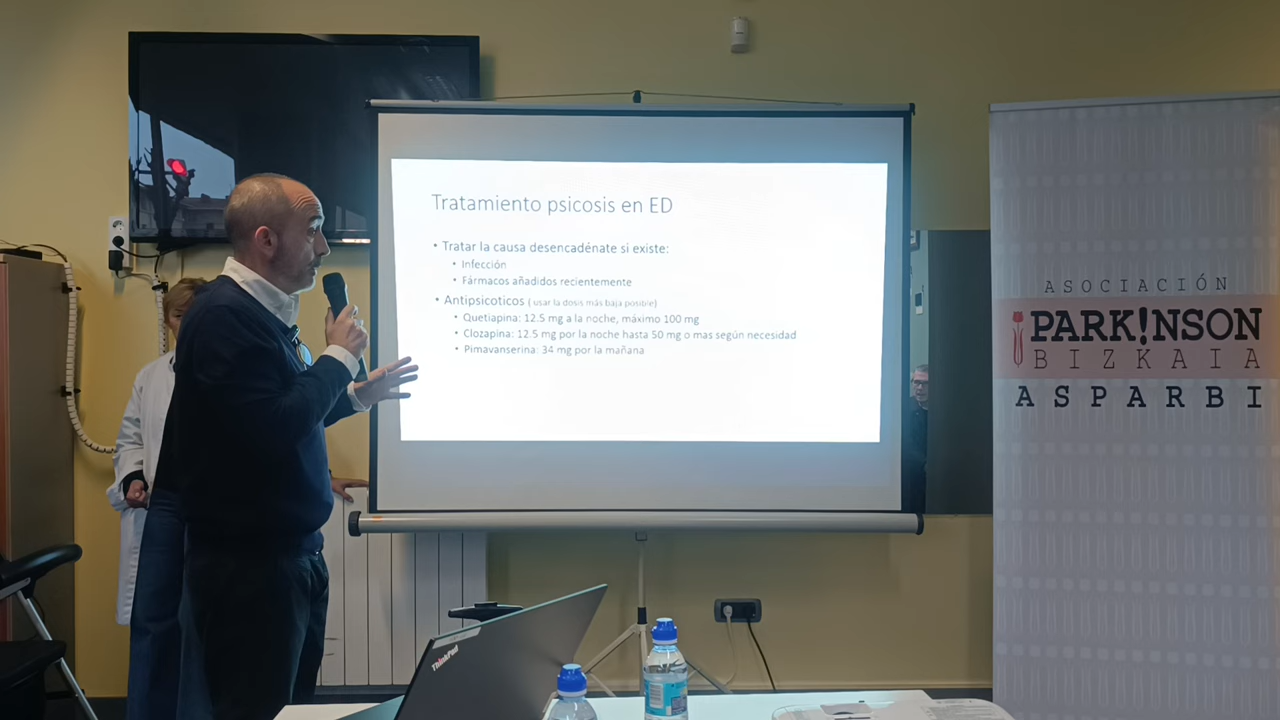 Tratamiento psicosis en ED
• Tratar la causa desencadénate si existe:
• Infección
• Fármacos añadidos recientemente
• Antipsicoticos ( usar la dosis más baja posible)
• Quetiapina: 12.5 mg a la noche, máximo 100 mg
• Clozapina: 12.5 mg por la noche hasta 50 mg o mas según necesidad
• Pimavanserina: 34 mg por la mañana
ASOCIACIÓN
PARK!NSON
BIZKAIA
ASPARBI
ThinkPad